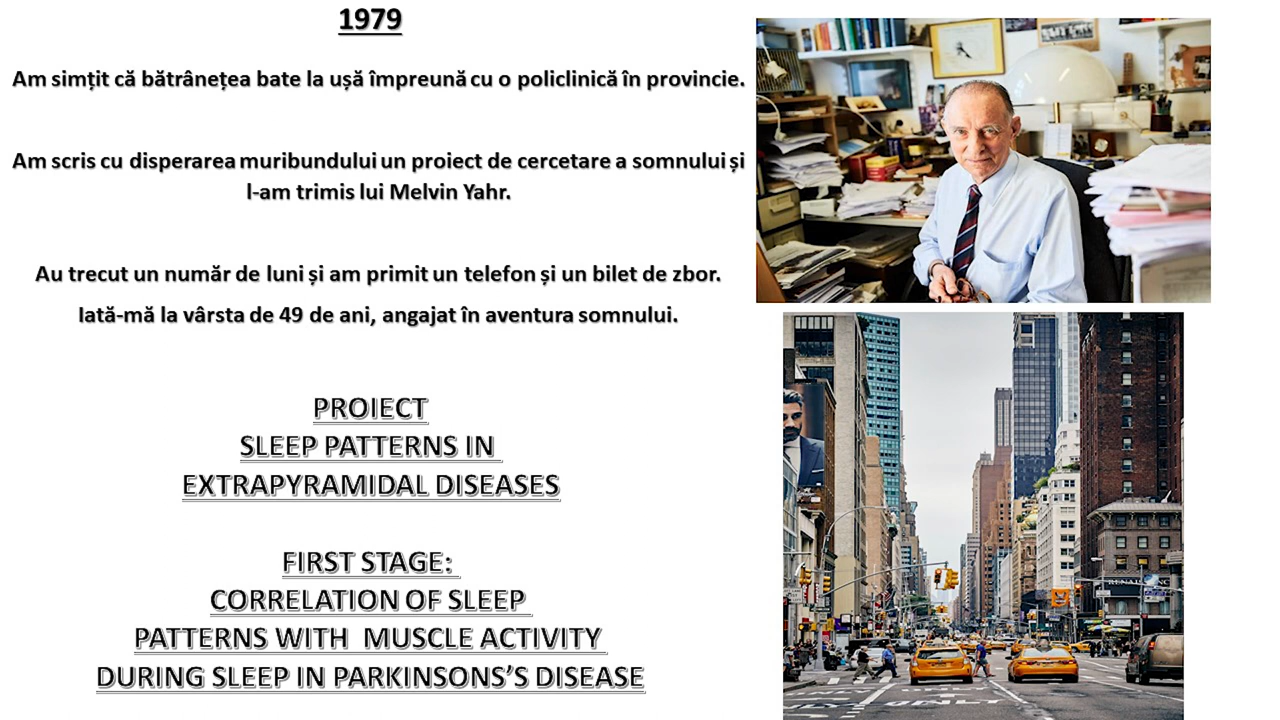 1979
Am simțit că bătrânețea bate la ușă împreună cu o policlinică în provincie.
Am scris cu disperarea muribundului un proiect de cercetare a somnului și
l-am trimis lui Melvin Yahr.
Au trecut un număr de luni și am primit un telefon și un bilet de zbor.
Iată-mă la vârsta de 49 de ani, angajat în aventura somnului.
PROIECT
SLEEP PATTERNS IN
EXTRAPYRAMIDAL DISEASES
FIRST STAGE:
CORRELATION OF SLEEP
PATTERNS WITH MUSCLE ACTIVITY
DURING SLEEP IN PARKINSONS’S DISEASE